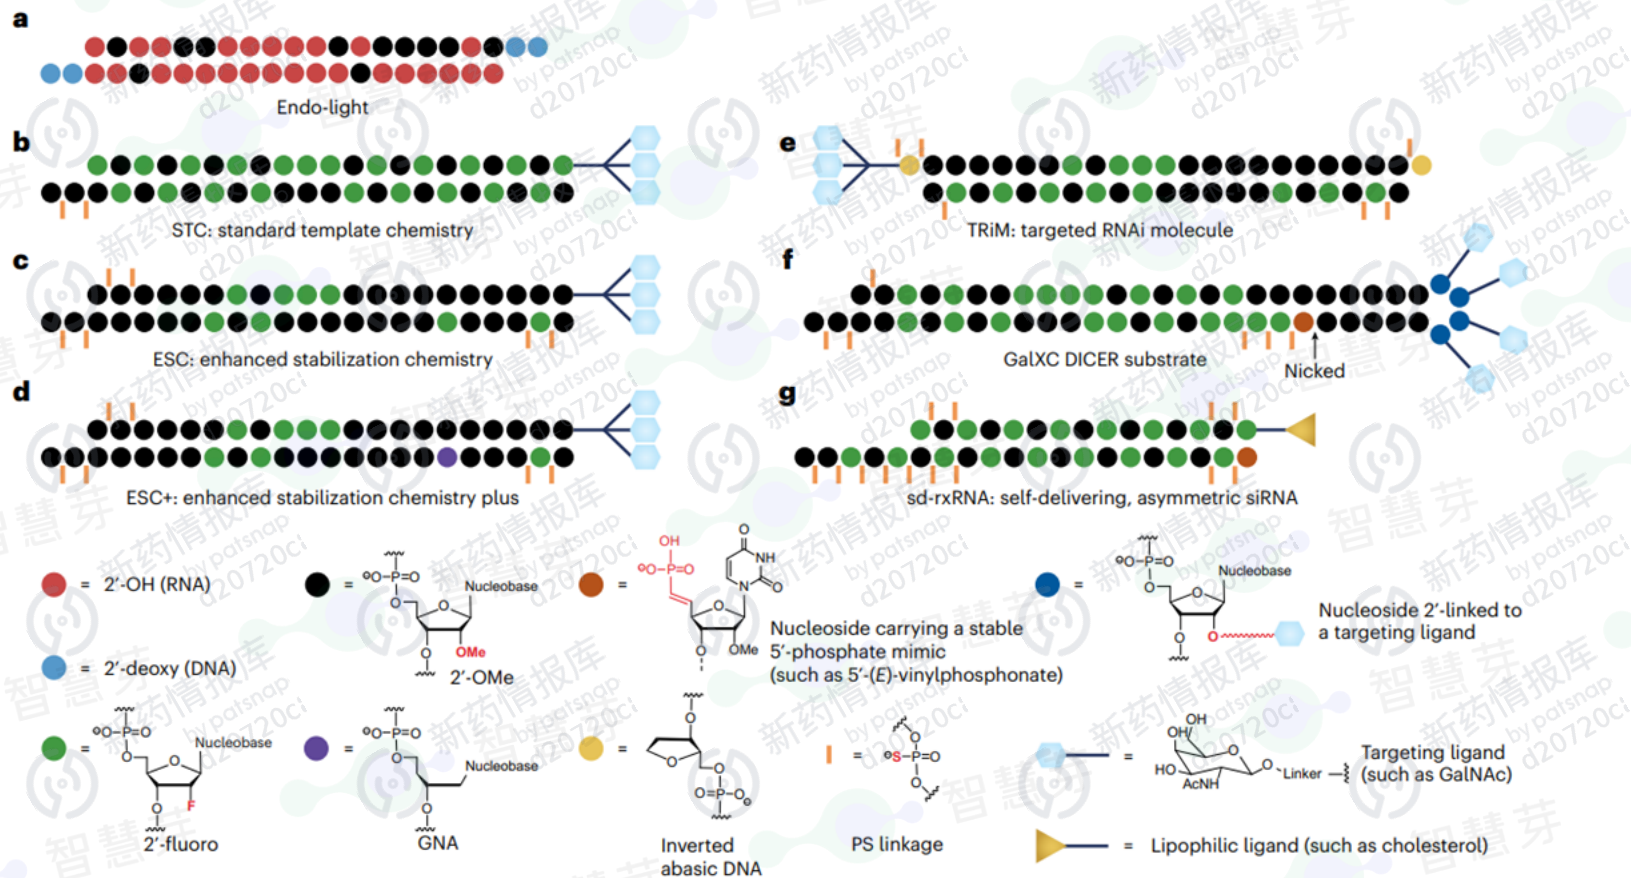 a
Endo-light
b
STC: standard template chemistry
c
ESC: enhanced stabilization chemistry
d
ESC+: enhanced stabilization chemistry plus
e
TRiM: targeted RNAi molecule
f
GalXC DICER substrate
Nicked
g
sd-rxRNA: self-delivering, asymmetric siRNA
= 2′-OH (RNA)
= 2′-deoxy (DNA)
=
⊖O–P=O
O
O
Nucleobase
O
OMe
2′-OMe
=
OH
⊖O–P=O
O
NH
N
O
O
O
OMe
Nucleoside carrying a stable
5′-phosphate mimic
(such as 5′-(E)-vinylphosphonate)
=
⊖O–P=O
O
O
Nucleobase
O
O
Nucleoside 2′-linked to
a targeting ligand
=
⊖O–P=O
O
O
Nucleobase
O
F
2′-fluoro
=
⊖O–P=O
O
Nucleobase
O
GNA
=
O
O
O
O=P–O⊖
Inverted
abasic DNA
=
O
⊖S–P=O
O
PS linkage
=
OH
OH
O
HO
AcNH
O
Linker
Targeting ligand
(such as GalNAc)
= Lipophilic ligand (such as cholesterol)
新药情报库
by patsnap
d20720ci
智慧芽